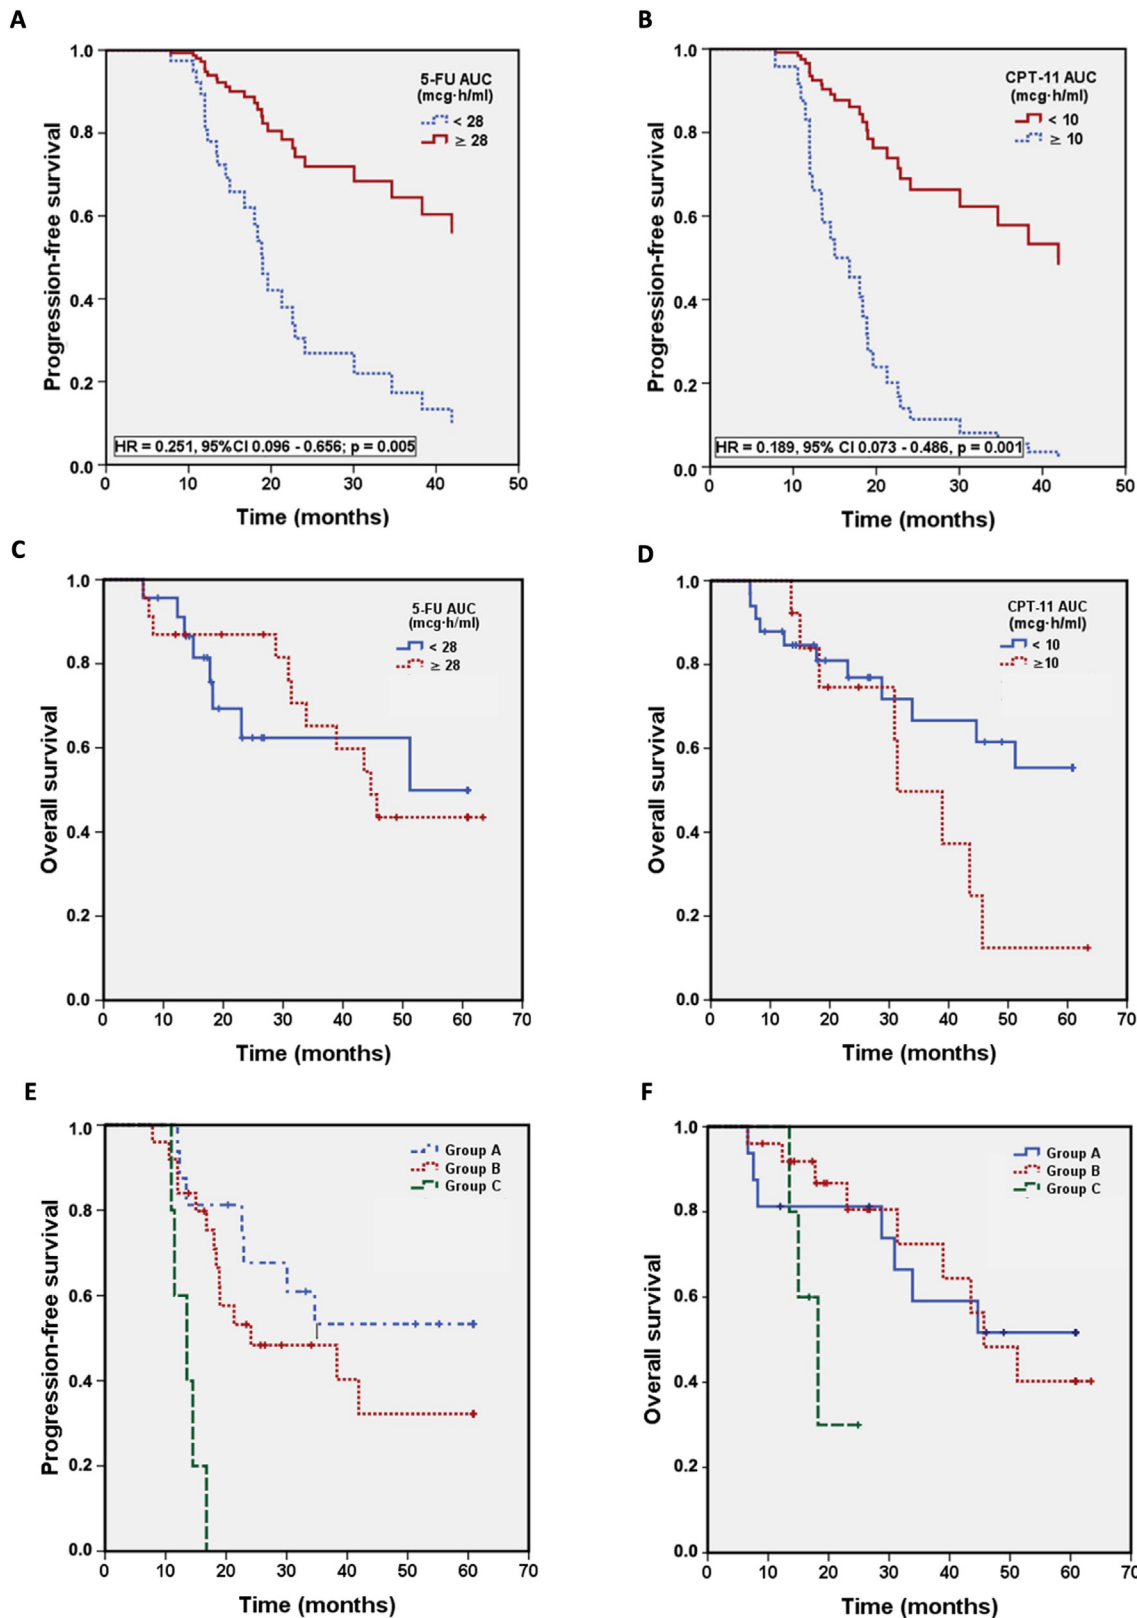 A
B
1.0
0.8
0.6
0.4
0.2
0.0
Progression-free survival
5-FU AUC
(mcg·h/ml)
< 28
≥ 28
HR = 0.251, 95%CI 0.096 - 0.656; p = 0.005
0 10 20 30 40 50
Time (months)
1.0
0.8
0.6
0.4
0.2
0.0
Progression-free survival
CPT-11 AUC
(mcg·h/ml)
< 10
≥ 10
HR = 0.189, 95% CI 0.073 - 0.486, p = 0.001
0 10 20 30 40 50
Time (months)
C
D
1.0
0.8
0.6
0.4
0.2
0.0
Overall survival
5-FU AUC
(mcg·h/ml)
< 28
≥ 28
0 10 20 30 40 50 60 70
Time (months)
1.0
0.8
0.6
0.4
0.2
0.0
Overall survival
CPT-11 AUC
(mcg·h/ml)
< 10
≥10
0 10 20 30 40 50 60 70
Time (months)
E
F
1.0
0.8
0.6
0.4
0.2
0.0
Progression-free survival
Group A
Group B
Group C
0 10 20 30 40 50 60 70
Time (months)
1.0
0.8
0.6
0.4
0.2
0.0
Overall survival
Group A
Group B
Group C
0 10 20 30 40 50 60 70
Time (months)